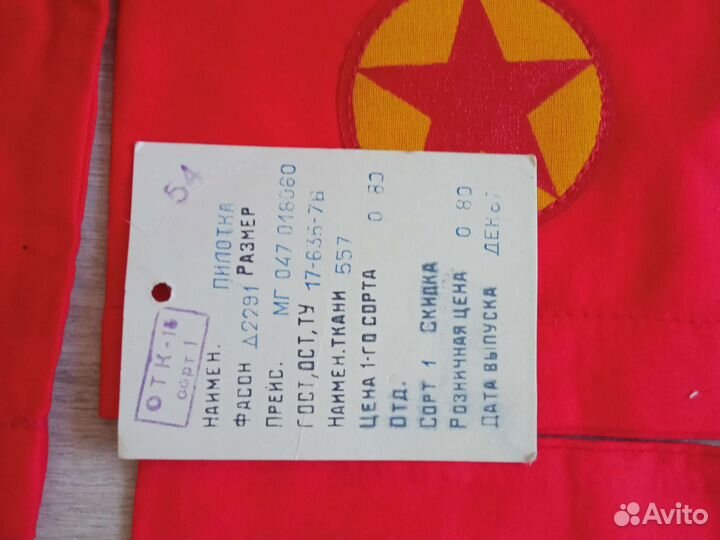 ОТК-1
сорт 1
54
НАИМЕН. ПИЛОТКА
ФАСОН Д2291 РАЗМЕР
ПРЕЙС. МГ 047 018060
ГОСТ,ОСТ,ТУ 17-635-76
НАИМЕН.ТКАНИ 557
ЦЕНА 1-ГО СОРТА 0 80
ОТД.
СОРТ 1 СКИДКА
РОЗНИЧНАЯ ЦЕНА 0 80
ДАТА ВЫПУСКА
Avito